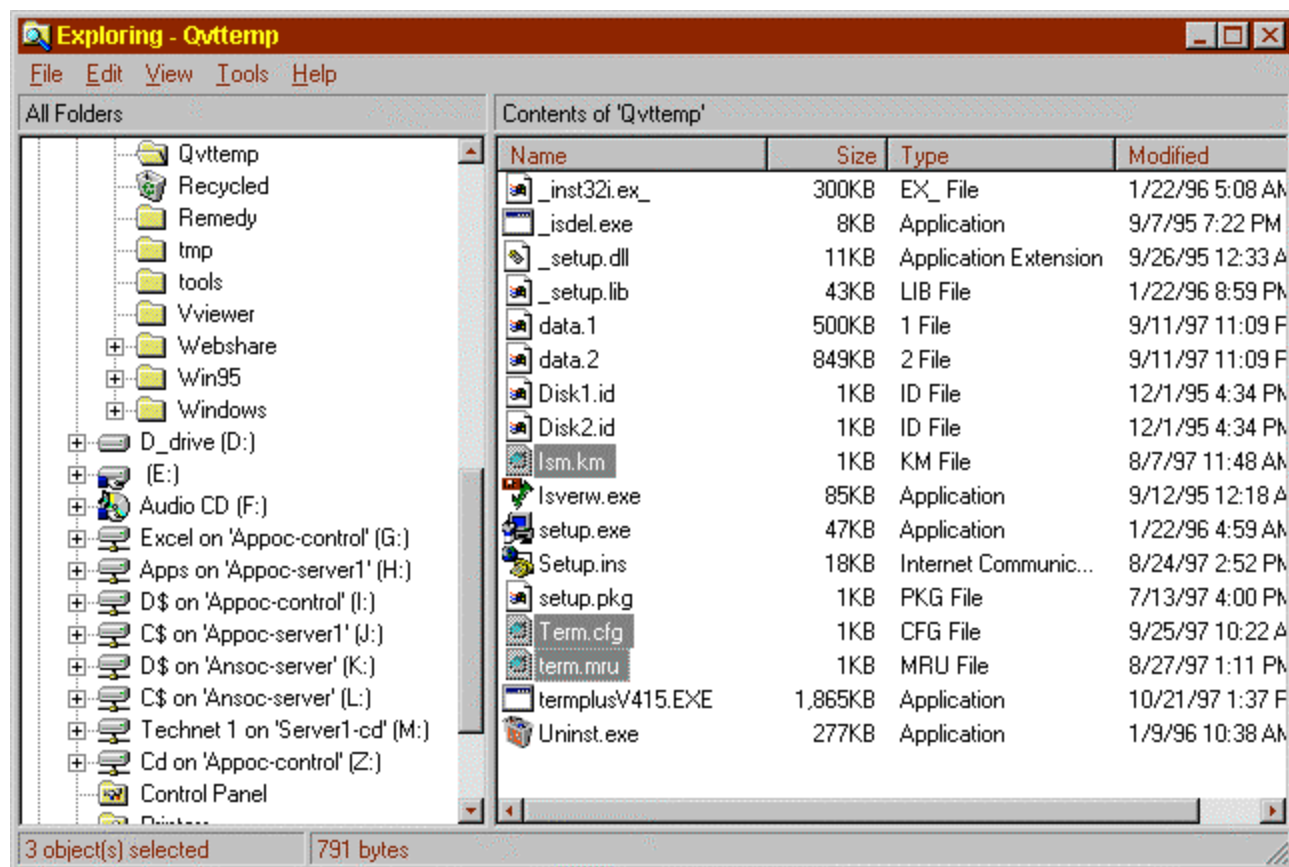 Exploring - Qvttemp
File Edit View Tools Help
All Folders
Contents of 'Qvttemp'
Qvttemp
Recycled
Remedy
tmp
tools
Vviewer
Webshare
Win95
Windows
D_drive (D:)
(E:)
Audio CD (F:)
Excel on 'Appoc-control' (G:)
Apps on 'Appoc-server1' (H:)
D$ on 'Appoc-control' (I:)
C$ on 'Appoc-server1' (J:)
D$ on 'Ansoc-server' (K:)
C$ on 'Ansoc-server' (L:)
Technet 1 on 'Server1-cd' (M:)
Cd on 'Appoc-control' (Z:)
Control Panel
Name Size Type Modified
_inst32i.ex_ 300KB EX_ File 1/22/96 5:08 AM
_isdel.exe 8KB Application 9/7/95 7:22 PM
_setup.dll 11KB Application Extension 9/26/95 12:33 A
_setup.lib 43KB LIB File 1/22/96 8:59 PM
data.1 500KB 1 File 9/11/97 11:09 P
data.2 849KB 2 File 9/11/97 11:09 P
Disk1.id 1KB ID File 12/1/95 4:34 PM
Disk2.id 1KB ID File 12/1/95 4:34 PM
Ism.km 1KB KM File 8/7/97 11:48 AM
Isverw.exe 85KB Application 9/12/95 12:18 A
setup.exe 47KB Application 1/22/96 4:59 AM
Setup.ins 18KB Internet Communic... 8/24/97 2:52 PM
setup.pkg 1KB PKG File 7/13/97 4:00 PM
Term.cfg 1KB CFG File 9/25/97 10:22 A
term.mru 1KB MRU File 8/27/97 1:11 PM
termplusV415.EXE 1,865KB Application 10/21/97 1:37 P
Uninst.exe 277KB Application 1/9/96 10:38 AM
3 object(s) selected 791 bytes